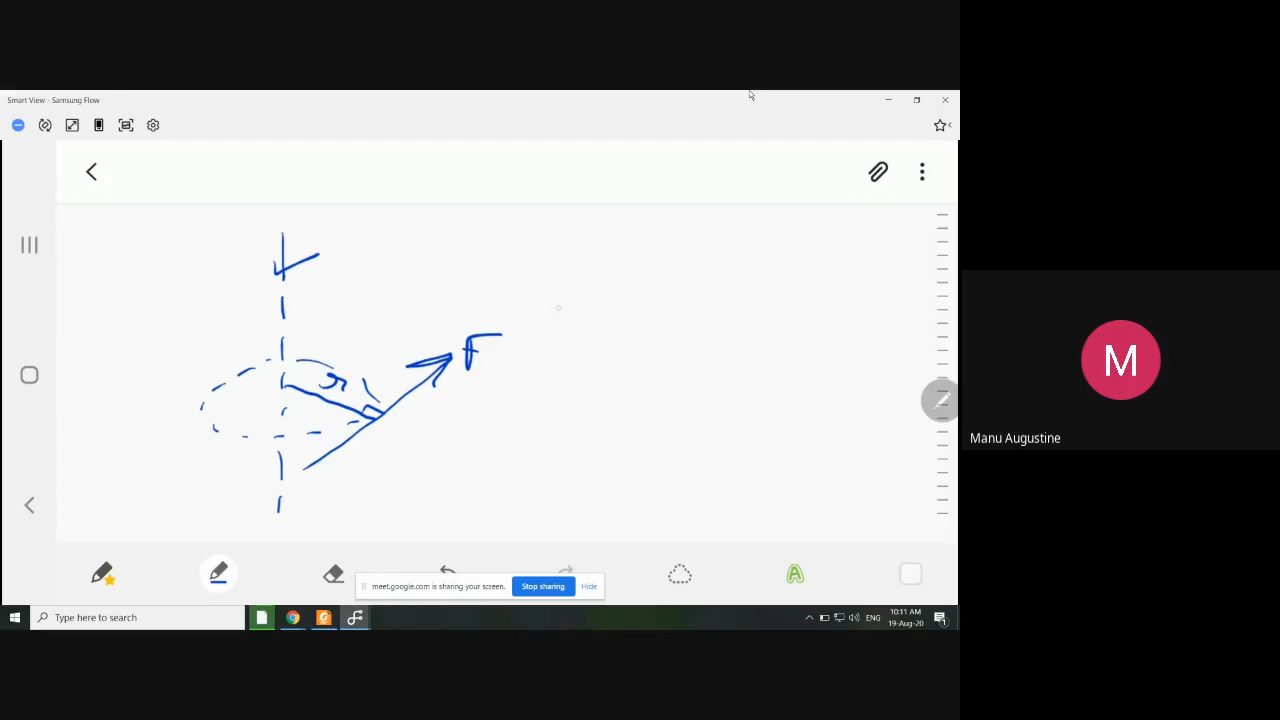 Smart View - Samsung Flow
F
r
A
M
Manu Augustine
meet.google.com is sharing your screen.
Stop sharing
Hide
Type here to search
ENG
10:11 AM
19-Aug-20
1